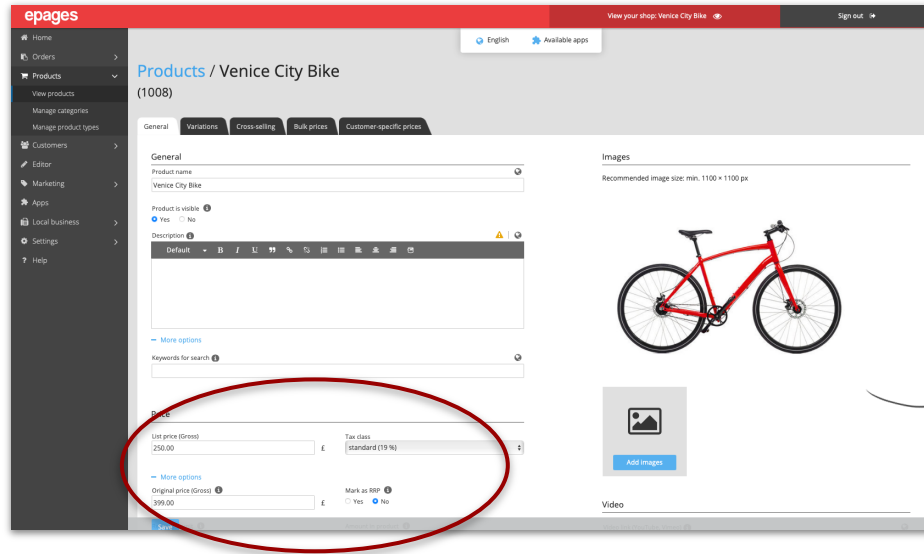 epages
View your shop: Venice City Bike
Sign out
Home
Orders
Products
View products
Manage categories
Manage product types
Customers
Editor
Marketing
Apps
Local business
Settings
? Help
English
Available apps
Products / Venice City Bike
(1008)
General
Variations
Cross-selling
Bulk prices
Customer-specific prices
General
Product name
Venice City Bike
Product is visible
Yes
No
Description
Default
B I U
More options
Keywords for search
Price
List price (Gross)
250.00
£
Tax class
standard (19 %)
More options
Original price (Gross)
399.00
£
Mark as RRP
Yes
No
Save
Images
Recommended image size: min. 1100 × 1100 px
Add images
Video